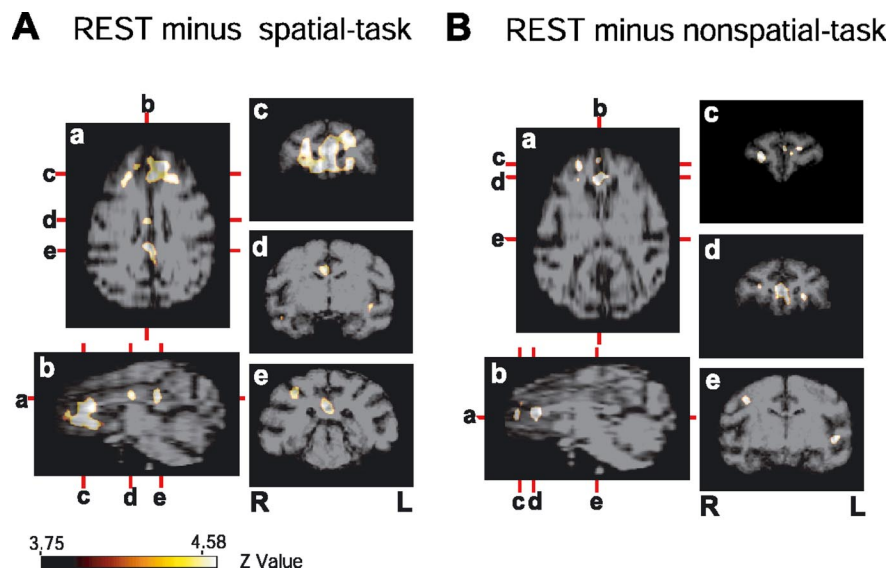 A REST minus spatial-task
B REST minus nonspatial-task
b
a
c
d
e
c
d
b
a
c d e
e
R L
3.75 4.58
Z Value
b
a
c
d
e
c
d
b
a
c d e
e
R L